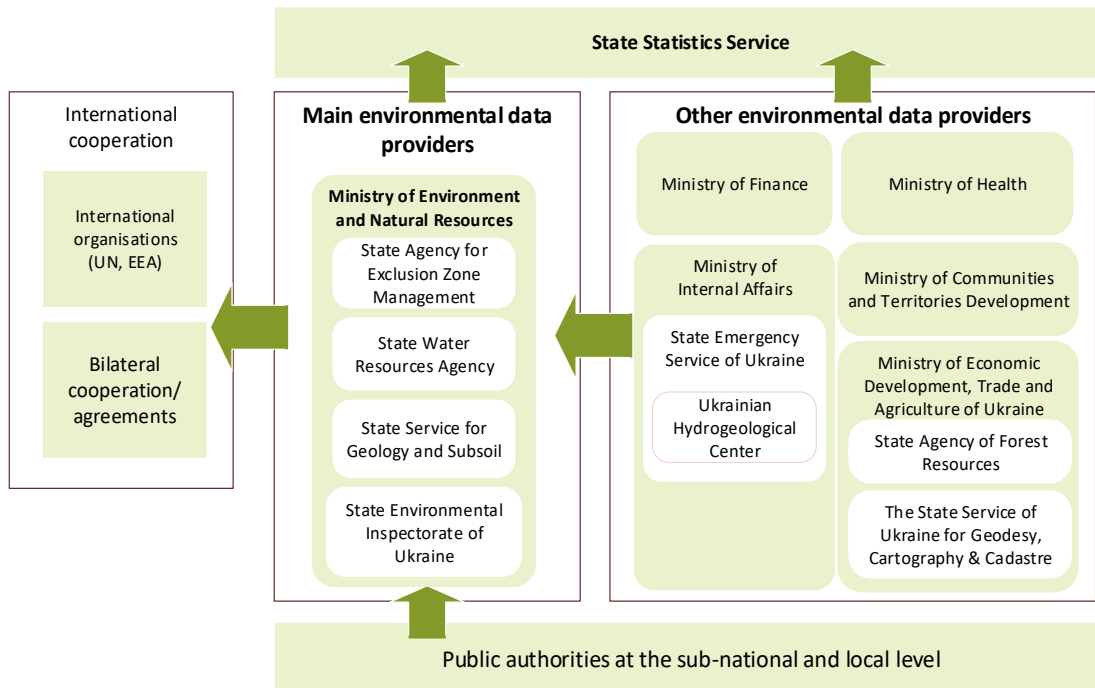 State Statistics Service
International
cooperation
International
organisations
(UN, EEA)
Bilateral
cooperation/
agreements
Main environmental data
providers
Ministry of Environment
and Natural Resources
State Agency for
Exclusion Zone
Management
State Water
Resources Agency
State Service for
Geology and Subsoil
State Environmental
Inspectorate of
Ukraine
Other environmental data providers
Ministry of Finance
Ministry of Health
Ministry of
Internal Affairs
State Emergency
Service of Ukraine
Ukrainian
Hydrogeological
Center
Ministry of Communities
and Territories Development
Ministry of Economic
Development, Trade and
Agriculture of Ukraine
State Agency of Forest
Resources
The State Service of
Ukraine for Geodesy,
Cartography & Cadastre
Public authorities at the sub-national and local level